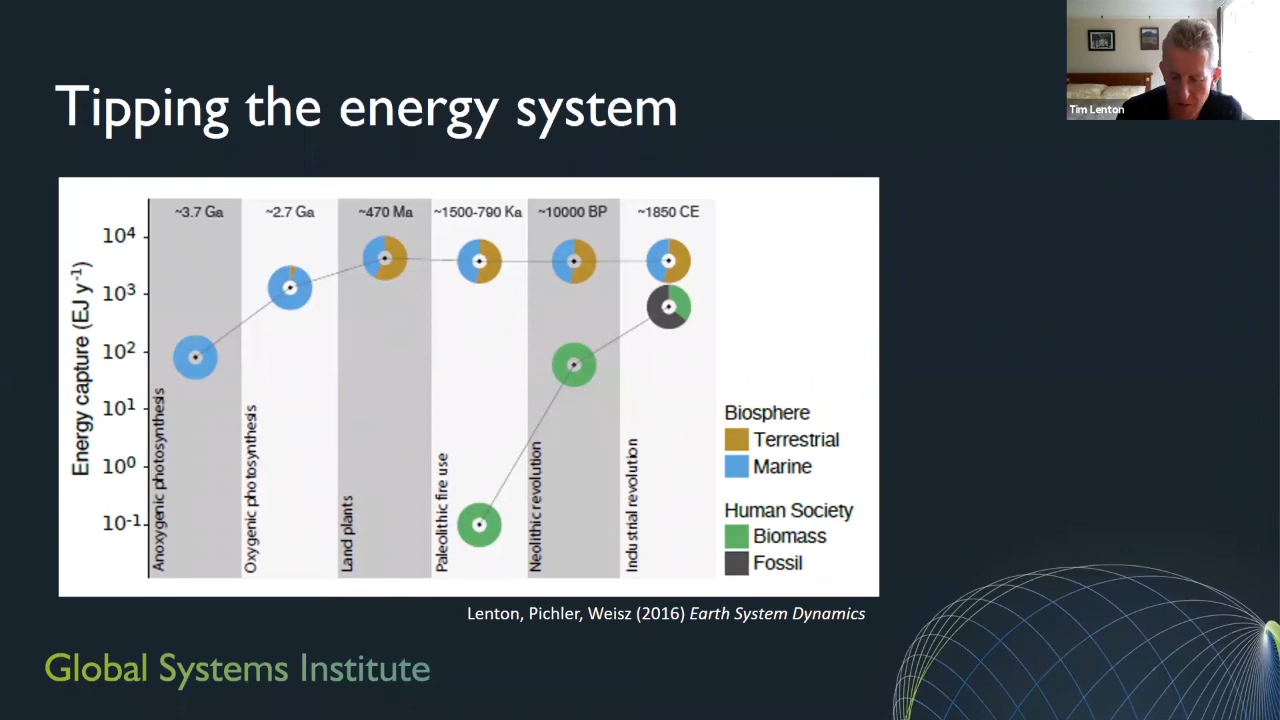 Tim Lenton
Tipping the energy system
~3.7 Ga
~2.7 Ga
~470 Ma
~1500-790 Ka
~10000 BP
~1850 CE
10⁴
10³
10²
10¹
10⁰
10⁻¹
Energy capture (EJ y⁻¹)
Anoxygenic photosynthesis
Oxygenic photosynthesis
Land plants
Paleolithic fire use
Neolithic revolution
Industrial revolution
Biosphere
Terrestrial
Marine
Human Society
Biomass
Fossil
Lenton, Pichler, Weisz (2016) Earth System Dynamics
Global Systems Institute